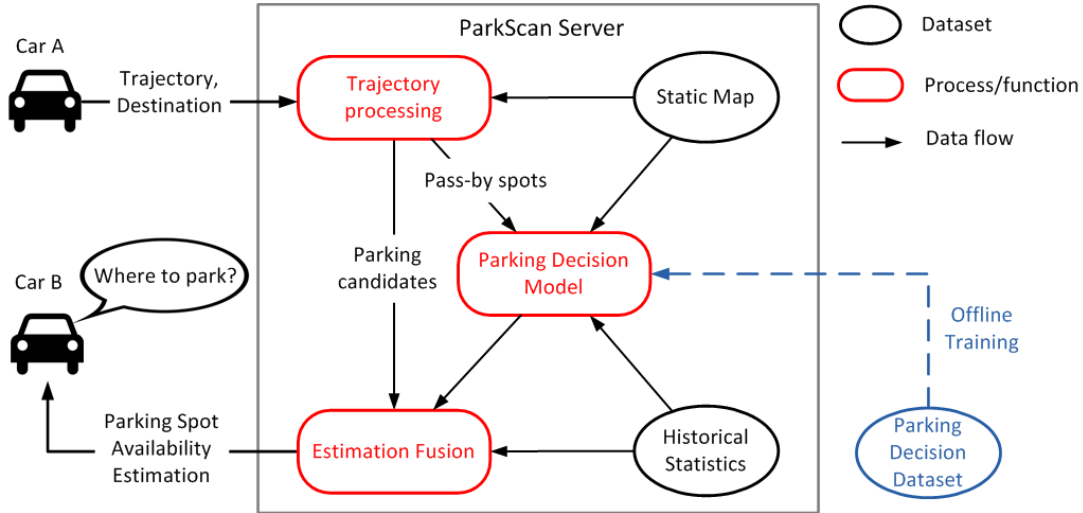 ParkScan Server
Car A
Trajectory,
Destination
Trajectory
processing
Static Map
Dataset
Process/function
Data flow
Pass-by spots
Parking
candidates
Parking Decision
Model
Where to park?
Car B
Offline
Training
Parking Spot
Availability
Estimation
Estimation Fusion
Historical
Statistics
Parking
Decision
Dataset